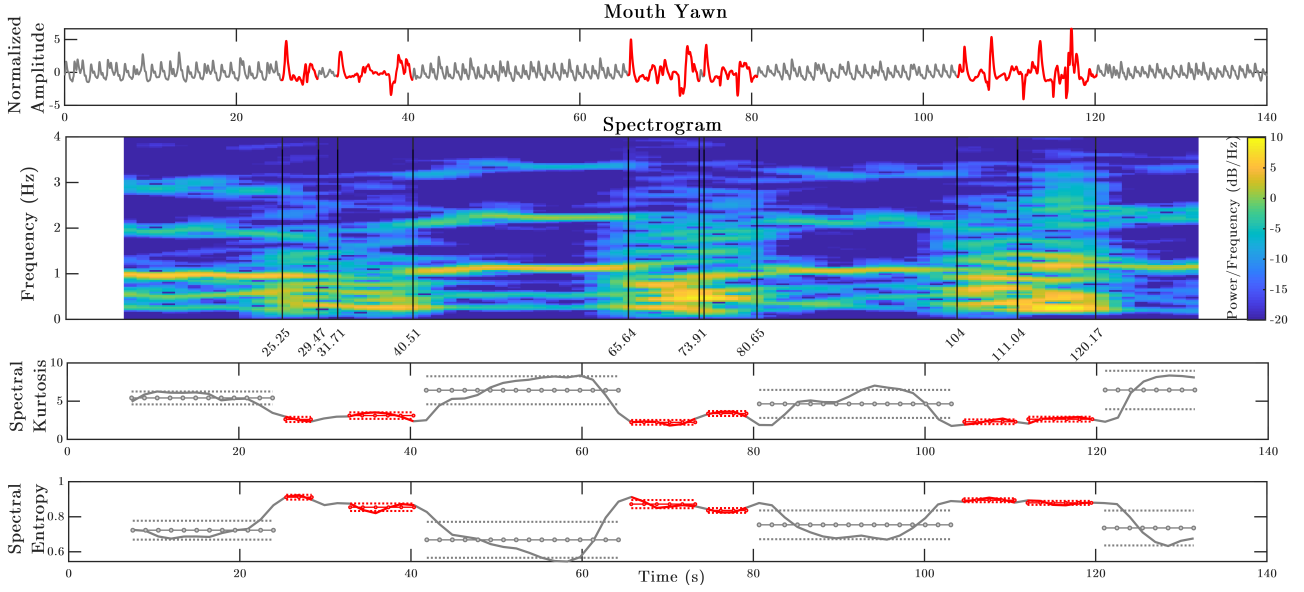 Mouth Yawn
Normalized
Amplitude
5
0
-5
0 20 40 60 80 100 120 140
Spectrogram
Frequency (Hz)
4
3
2
1
0
25.25 29.47 31.71 40.51 65.64 73.91 80.65 104 111.04 120.17
Power/Frequency (dB/Hz)
10
5
0
-5
-10
-15
-20
Spectral
Kurtosis
10
5
0
0 20 40 60 80 100 120 140
Spectral
Entropy
1
0.8
0.6
0 20 40 60 80 100 120 140
Time (s)